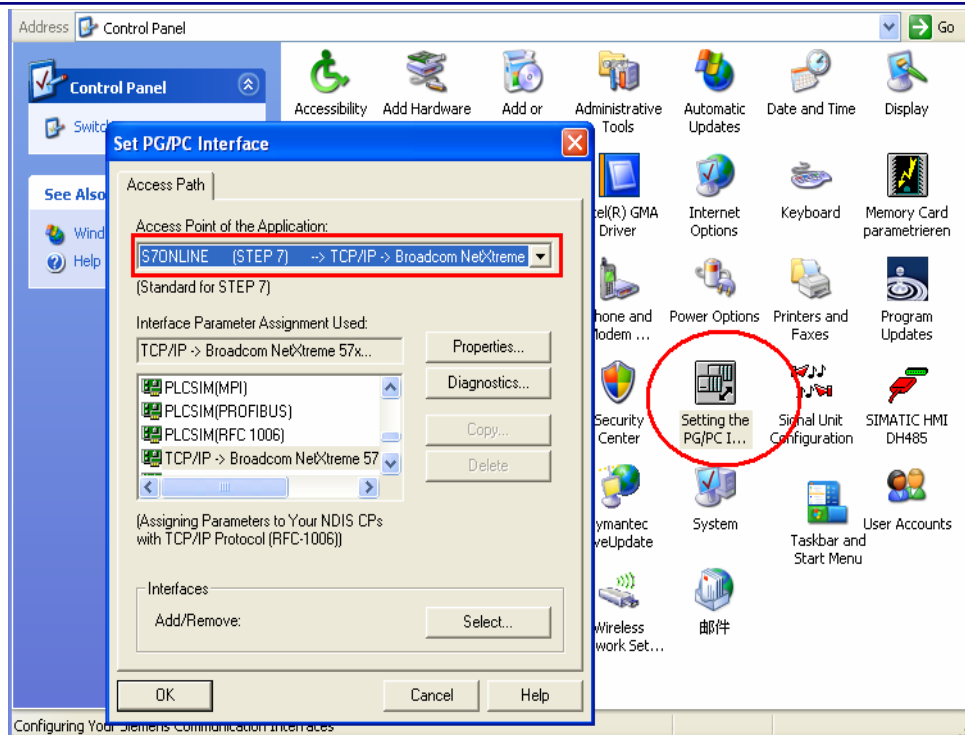 Address Control Panel Go
Control Panel
Switch
See Also
Wind
Help
Accessibility
Add Hardware
Add or
Administrative
Tools
Automatic
Updates
Date and Time
Display
el(R) GMA
Driver
Internet
Options
Keyboard
Memory Card
parametrieren
hone and
Modem ...
Power Options
Printers and
Faxes
Program
Updates
Security
Center
Setting the
PG/PC I...
Signal Unit
Configuration
SIMATIC HMI
DH485
ymantec
veUpdate
System
Taskbar and
Start Menu
User Accounts
Wireless
work Set...
邮件
Set PG/PC Interface
Access Path
Access Point of the Application:
S7ONLINE (STEP 7) --> TCP/IP -> Broadcom NetXtreme
(Standard for STEP 7)
Interface Parameter Assignment Used:
TCP/IP -> Broadcom NetXtreme 57x...
Properties...
PLCSIM(MPI)
PLCSIM(PROFIBUS)
PLCSIM(RFC 1006)
TCP/IP -> Broadcom NetXtreme 57
Diagnostics...
Copy...
Delete
(Assigning Parameters to Your NDIS CPs
with TCP/IP Protocol (RFC-1006))
Interfaces
Add/Remove:
Select...
OK
Cancel
Help
Configuring Your Siemens Communication Interfaces